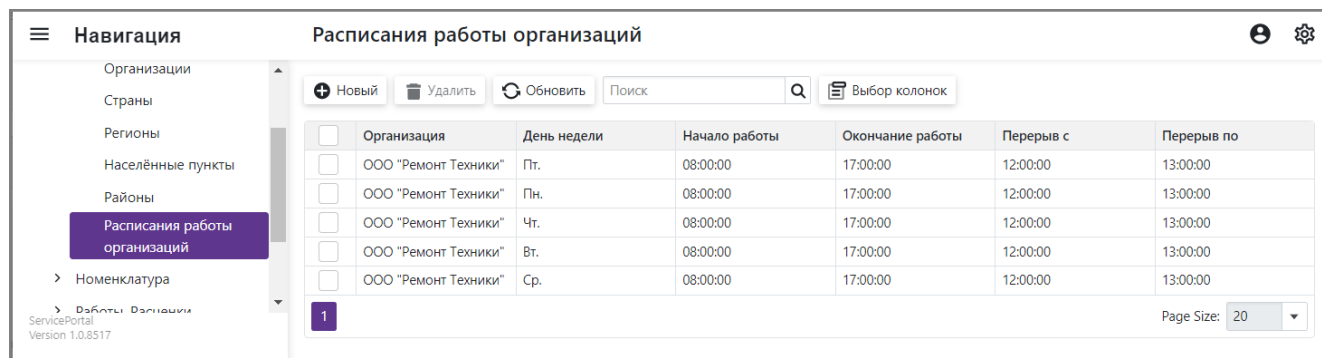 Навигация
Расписания работы организаций
Организации
Страны
Регионы
Населённые пункты
Районы
Расписания работы
организаций
Номенклатура
Работы. Расценки
ServicePortal
Version 1.0.8517
Новый Удалить Обновить Поиск Выбор колонок
Организация День недели Начало работы Окончание работы Перерыв с Перерыв по
ООО "Ремонт Техники" Пт. 08:00:00 17:00:00 12:00:00 13:00:00
ООО "Ремонт Техники" Пн. 08:00:00 17:00:00 12:00:00 13:00:00
ООО "Ремонт Техники" Чт. 08:00:00 17:00:00 12:00:00 13:00:00
ООО "Ремонт Техники" Вт. 08:00:00 17:00:00 12:00:00 13:00:00
ООО "Ремонт Техники" Ср. 08:00:00 17:00:00 12:00:00 13:00:00
1
Page Size: 20